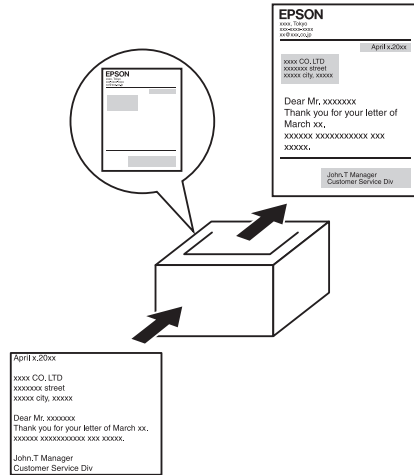 EPSON
xxxx, Tokyo
xxx-xxxx-xxxx
xx@xxx.co.jp
April x.20xx
xxxx CO. LTD
xxxxxxx street
xxxxx city, xxxxx
Dear Mr. xxxxxxx
Thank you for your letter of
March xx,
xxxxxx xxxxxxxxxxx xxx
xxxxx.
John.T Manager
Customer Service Div
EPSON
April x.20xx
xxxx CO. LTD
xxxxxxx street
xxxxx city, xxxxx
Dear Mr. xxxxxxx
Thank you for your letter of March xx.
xxxxxx xxxxxxxxxxx xxx xxxxx.
John.T Manager
Customer Service Div